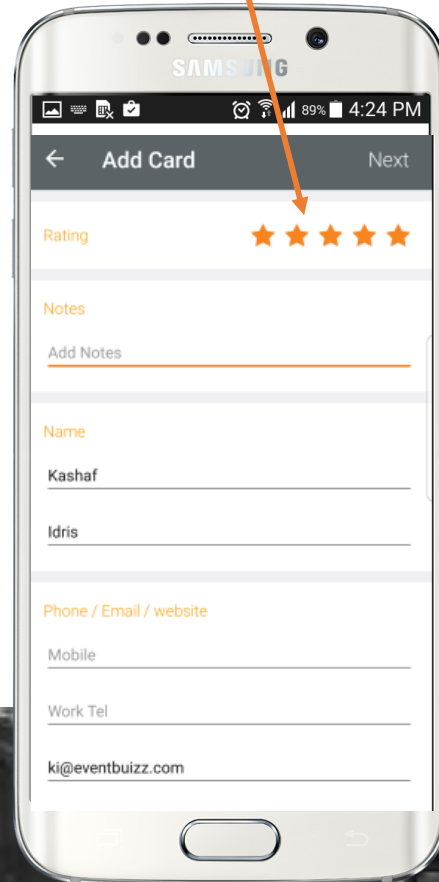 SAMSUNG
89% 4:24 PM
Add Card Next
Rating
Notes
Add Notes
Name
Kashaf
Idris
Phone / Email / website
Mobile
Work Tel
ki@eventbuizz.com